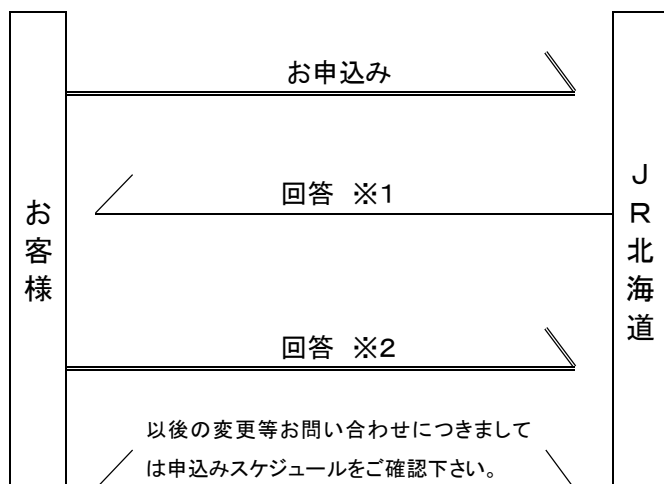 お申込み
回答 ※1
お客様
JR北海道
回答 ※2
以後の変更等お問い合わせにつきまして
は申込みスケジュールをご確認下さい。